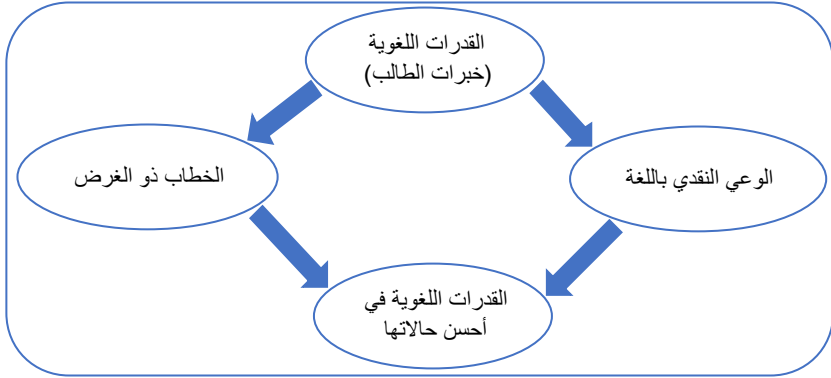 القدرات اللغوية
(خبرات الطالب)
الوعي النقدي باللغة
الخطاب ذو الغرض
القدرات اللغوية في
أحسن حالاتها